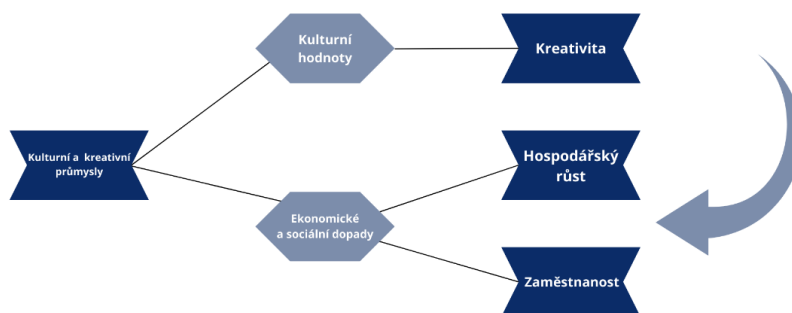 Kulturní
hodnoty
Kreativita
Kulturní a kreativní
průmysly
Hospodářský
růst
Ekonomické
a sociální dopady
Zaměstnanost